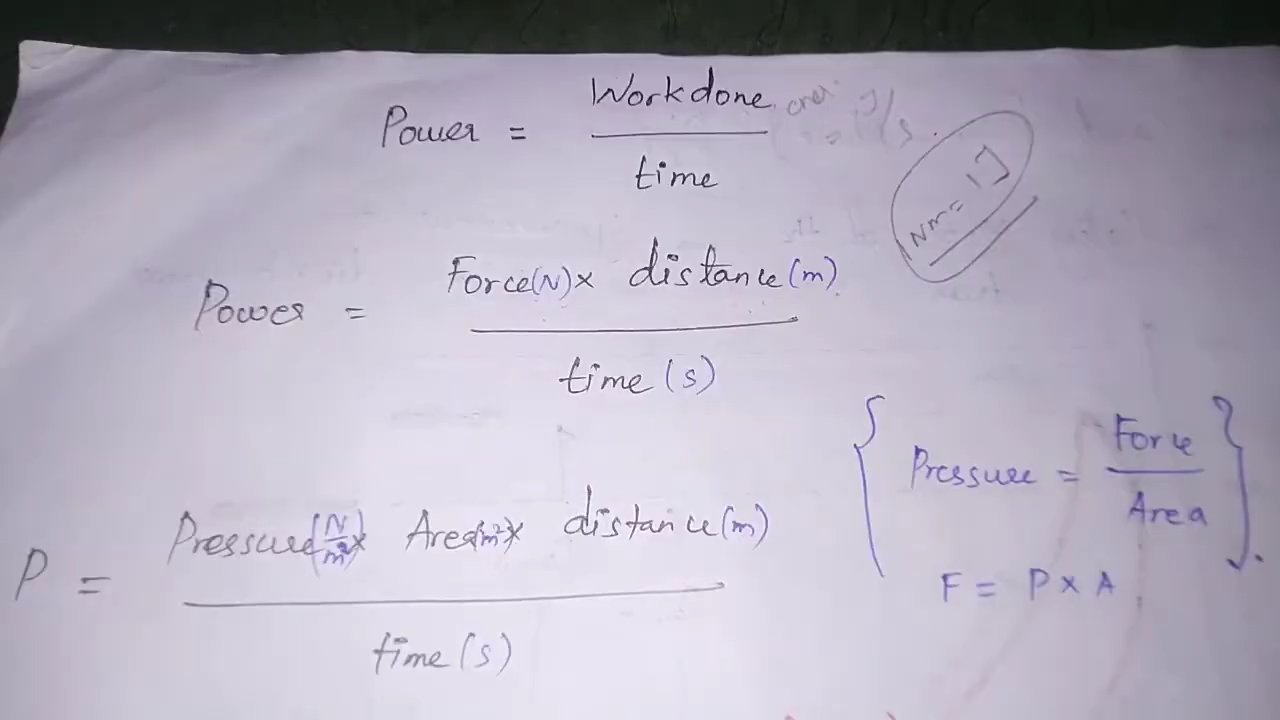 Power = Workdone / time
J/s
Nm = 1J
Power = Force(N) x distance(m) / time (s)
P = Pressure(N/m²) x Area(m²) x distance(m) / time (s)
{ Pressure = Force / Area }
F = P x A